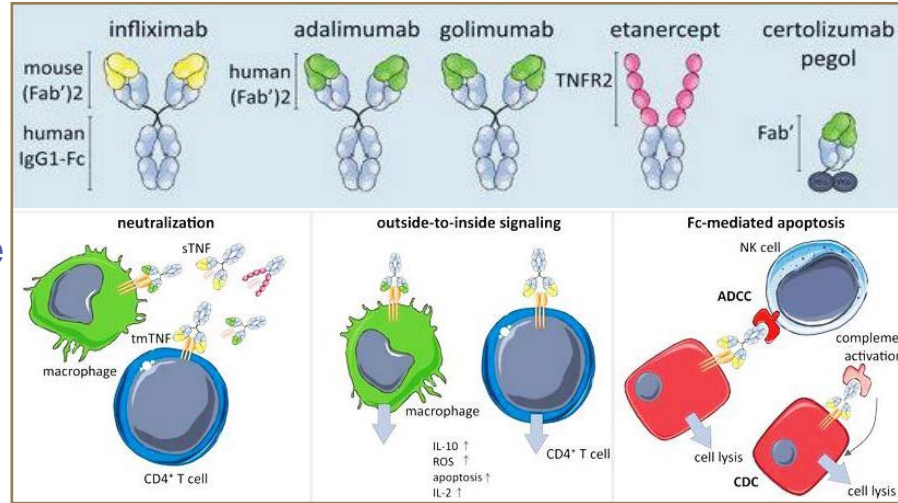 infliximab
adalimumab
golimumab
etanercept
certolizumab
pegol
mouse
(Fab’)2
human
IgG1-Fc
human
(Fab’)2
TNFR2
Fab’
e
neutralization
sTNF
tmTNF
macrophage
CD4+ T cell
outside-to-inside signaling
macrophage
IL-10 ↑
ROS ↑
apoptosis ↑
IL-2 ↑
CD4+ T cell
Fc-mediated apoptosis
NK cell
ADCC
complemen
activation
cell lysis
CDC
cell lysis